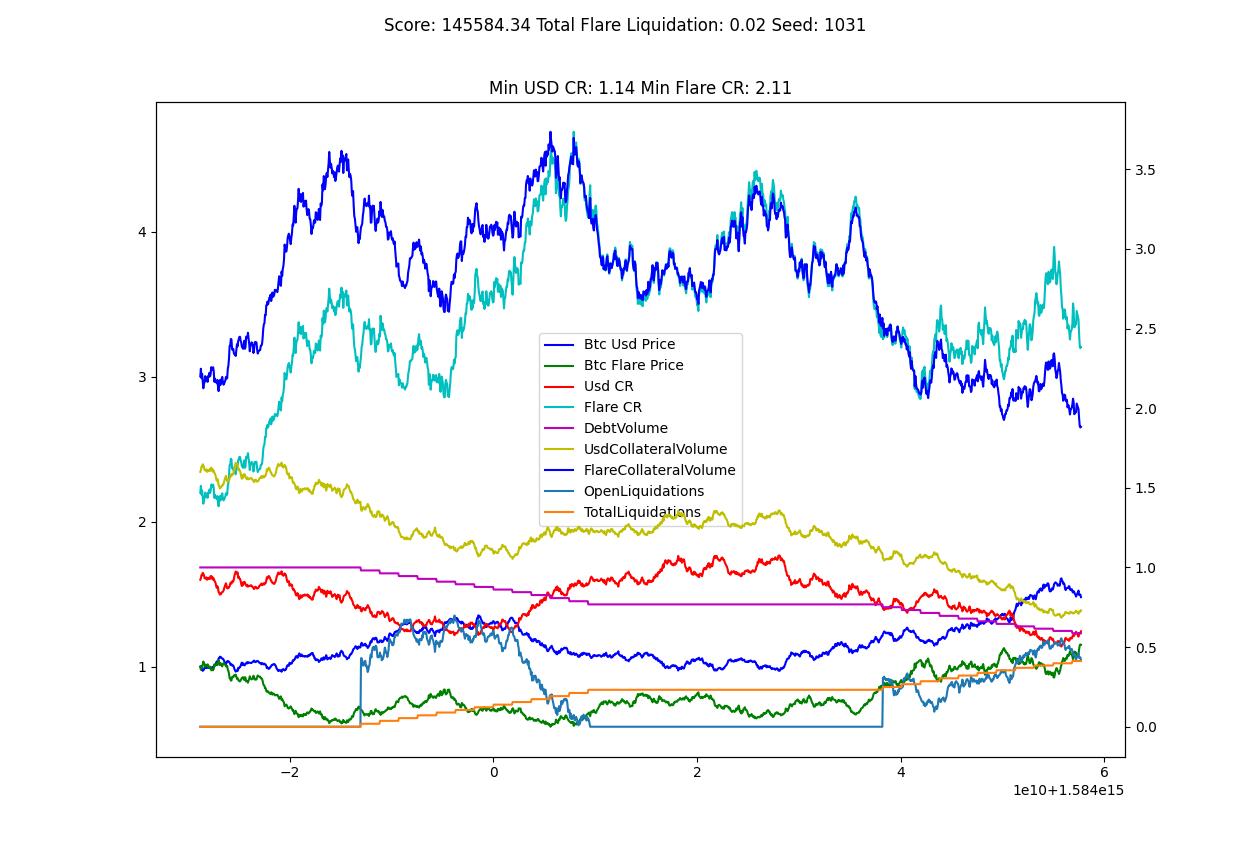 Score: 145584.34 Total Flare Liquidation: 0.02 Seed: 1031
Min USD CR: 1.14 Min Flare CR: 2.11
4
3
2
1
3.5
3.0
2.5
2.0
1.5
1.0
0.5
0.0
Btc Usd Price
Btc Flare Price
Usd CR
Flare CR
DebtVolume
UsdCollateralVolume
FlareCollateralVolume
OpenLiquidations
TotalLiquidations
−2 0 2 4 6
1e10+1.584e15